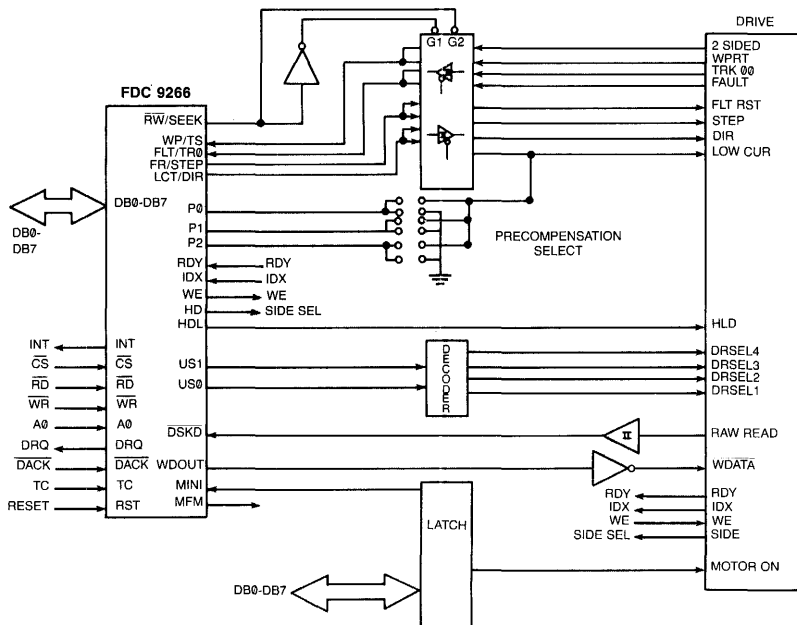 DRIVE
G1 G2
2 SIDED
WPRT
TRK 00
FAULT
FLT RST
STEP
DIR
LOW CUR
FDC 9266
RW/SEEK
WP/TS
FLT/TR0
FR/STEP
LCT/DIR
DB0-DB7
DB0-
DB7
P0
P1
P2
PRECOMPENSATION
SELECT
RDY RDY
IDX IDX
WE WE
HD SIDE SEL
HDL HLD
INT INT
CS CS
RD RD
WR WR
A0 A0
DRQ DRQ
DACK DACK
TC TC
RESET RST
US1
US0
DECODER
DRSEL4
DRSEL3
DRSEL2
DRSEL1
DSKD
RAW READ
WDOUT
WDATA
MINI
MFM
LATCH
RDY RDY
IDX IDX
WE WE
SIDE SEL SIDE
DB0-DB7
MOTOR ON